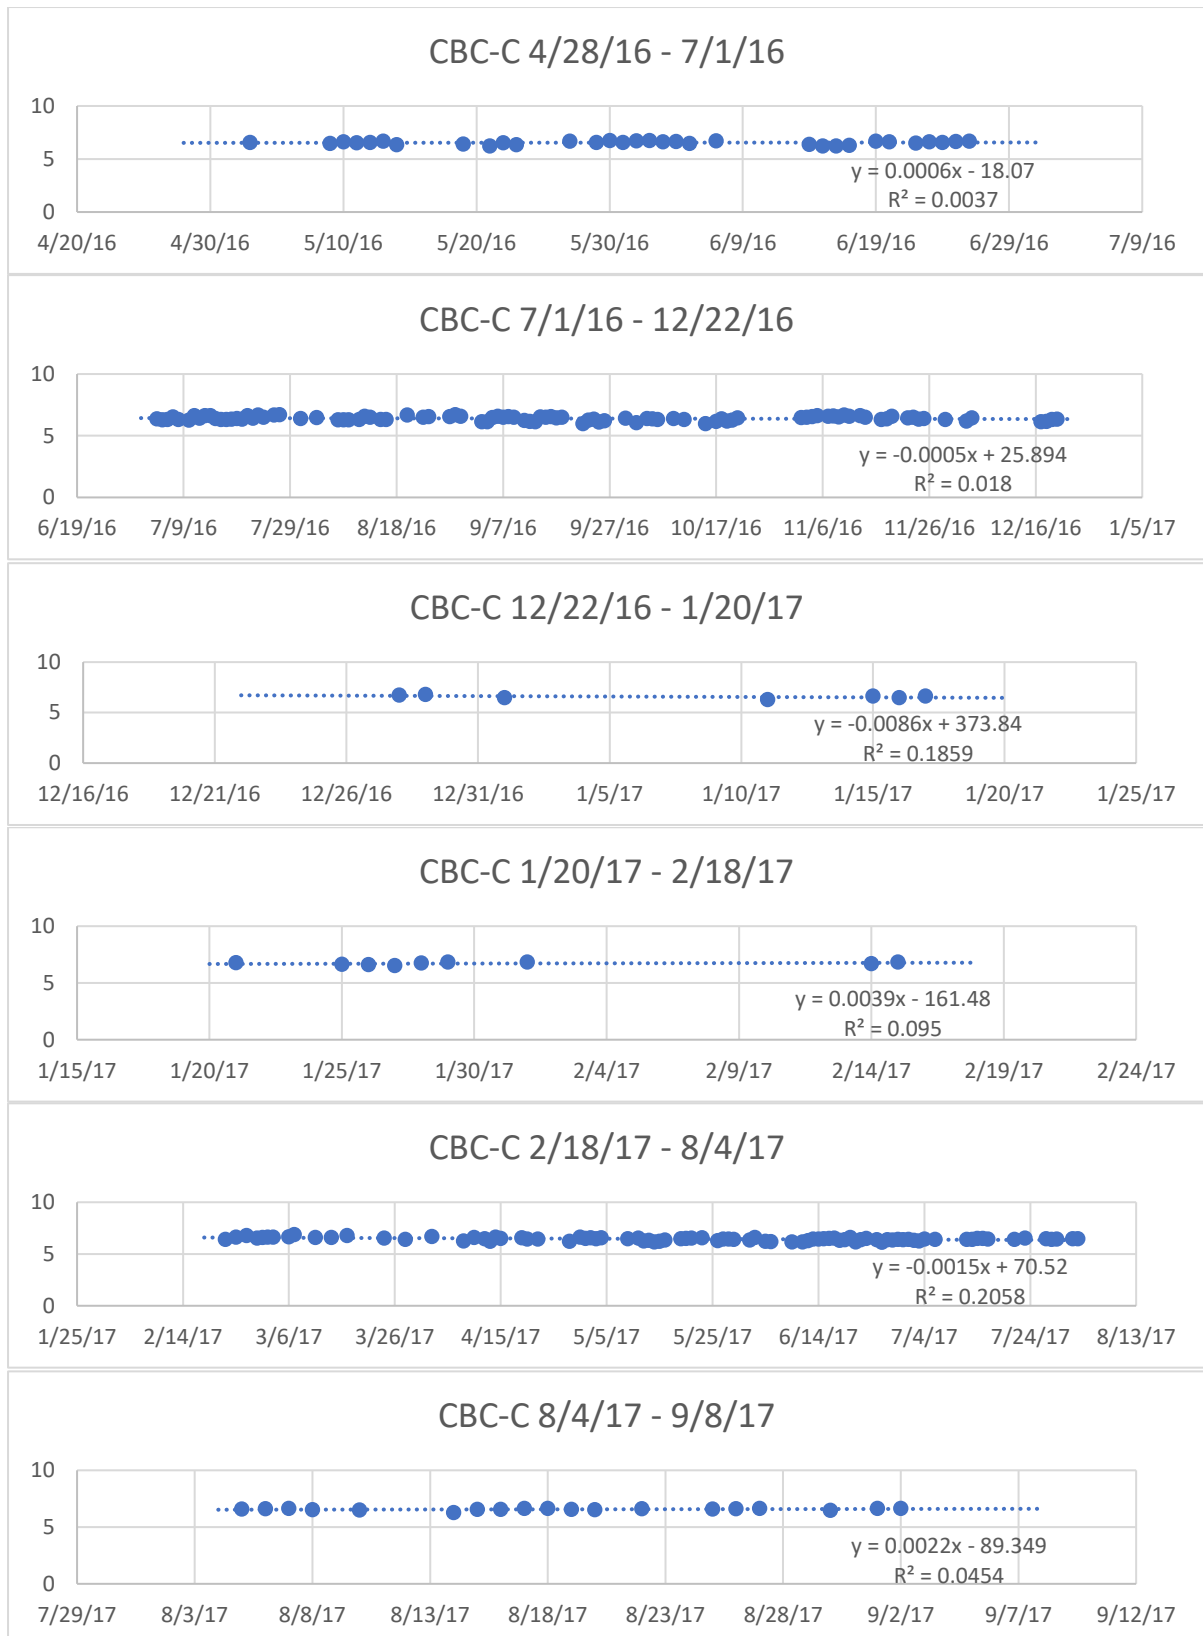 CBC-C 4/28/16 - 7/1/16
10
5
y = 0.0006x - 18.07
R² = 0.0037
0
4/20/16 4/30/16 5/10/16 5/20/16 5/30/16 6/9/16 6/19/16 6/29/16 7/9/16
CBC-C 7/1/16 - 12/22/16
10
5
y = -0.0005x + 25.894
R² = 0.018
0
6/19/16 7/9/16 7/29/16 8/18/16 9/7/16 9/27/16 10/17/16 11/6/16 11/26/16 12/16/16 1/5/17
CBC-C 12/22/16 - 1/20/17
10
5
y = -0.0086x + 373.84
R² = 0.1859
0
12/16/16 12/21/16 12/26/16 12/31/16 1/5/17 1/10/17 1/15/17 1/20/17 1/25/17
CBC-C 1/20/17 - 2/18/17
10
5
y = 0.0039x - 161.48
R² = 0.095
0
1/15/17 1/20/17 1/25/17 1/30/17 2/4/17 2/9/17 2/14/17 2/19/17 2/24/17
CBC-C 2/18/17 - 8/4/17
10
5
y = -0.0015x + 70.52
R² = 0.2058
0
1/25/17 2/14/17 3/6/17 3/26/17 4/15/17 5/5/17 5/25/17 6/14/17 7/4/17 7/24/17 8/13/17
CBC-C 8/4/17 - 9/8/17
10
5
y = 0.0022x - 89.349
R² = 0.0454
0
7/29/17 8/3/17 8/8/17 8/13/17 8/18/17 8/23/17 8/28/17 9/2/17 9/7/17 9/12/17